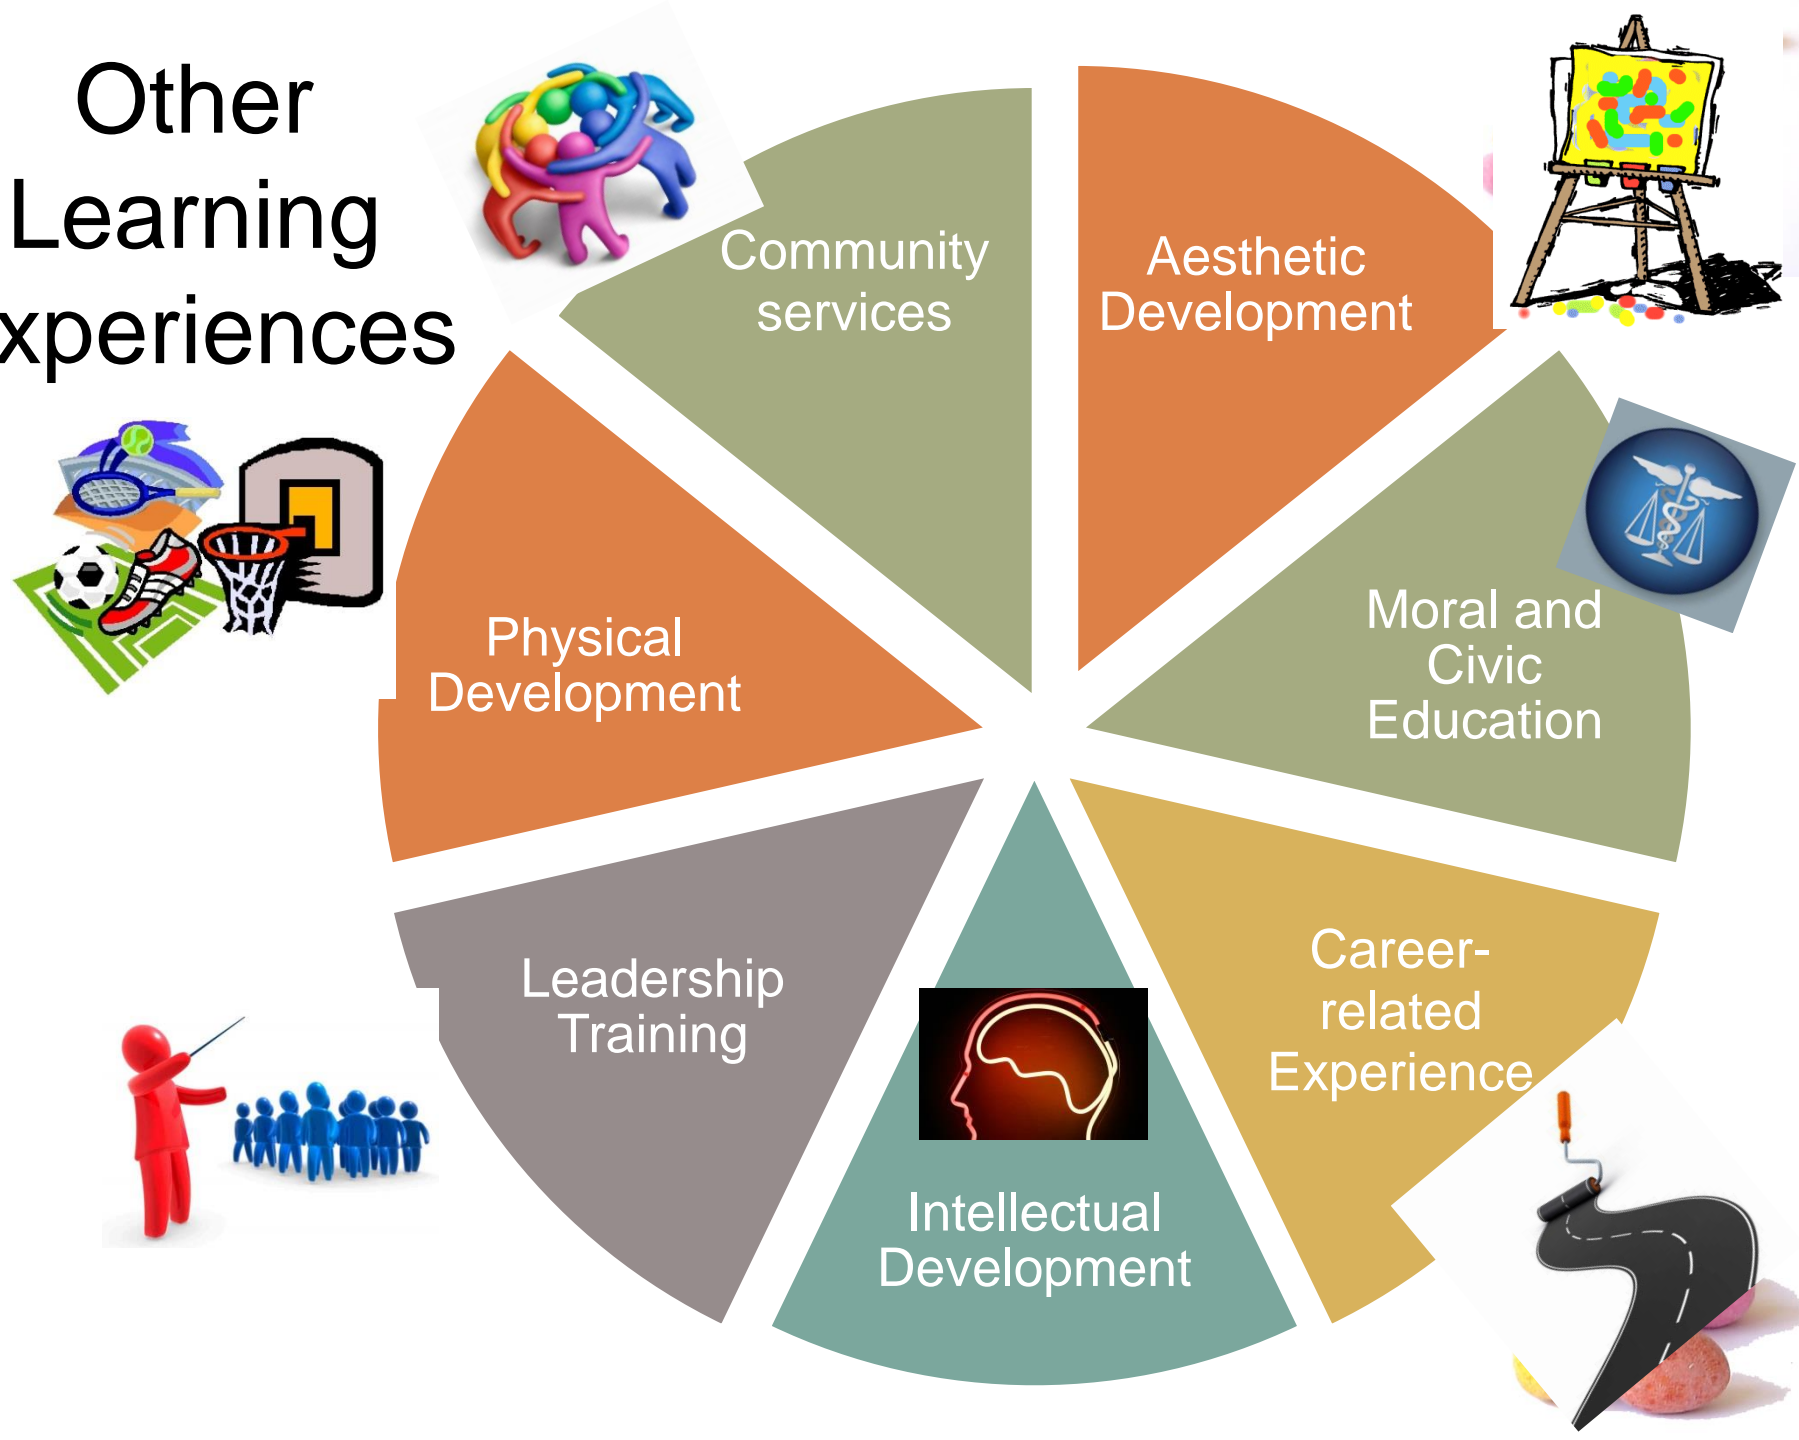 Other
Learning
xperiences
Community
services
Aesthetic
Development
Moral and
Civic
Education
Career-
related
Experience
Intellectual
Development
Leadership
Training
Physical
Development